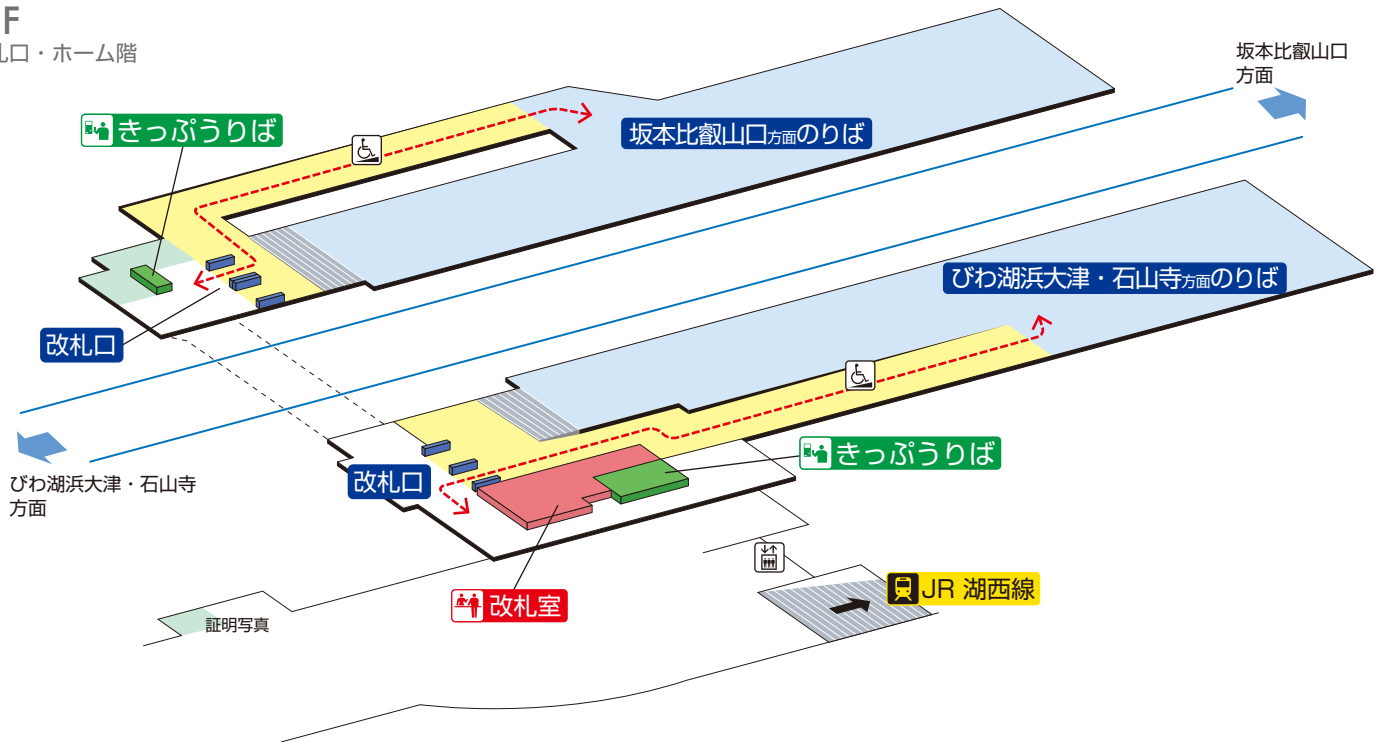 F
札口・ホーム階
坂本比叡山口
方面
きっぷうりば
坂本比叡山口方面のりば
びわ湖浜大津・石山寺方面のりば
改札口
きっぷうりば
改札口
びわ湖浜大津・石山寺
方面
JR 湖西線
改札室
証明写真